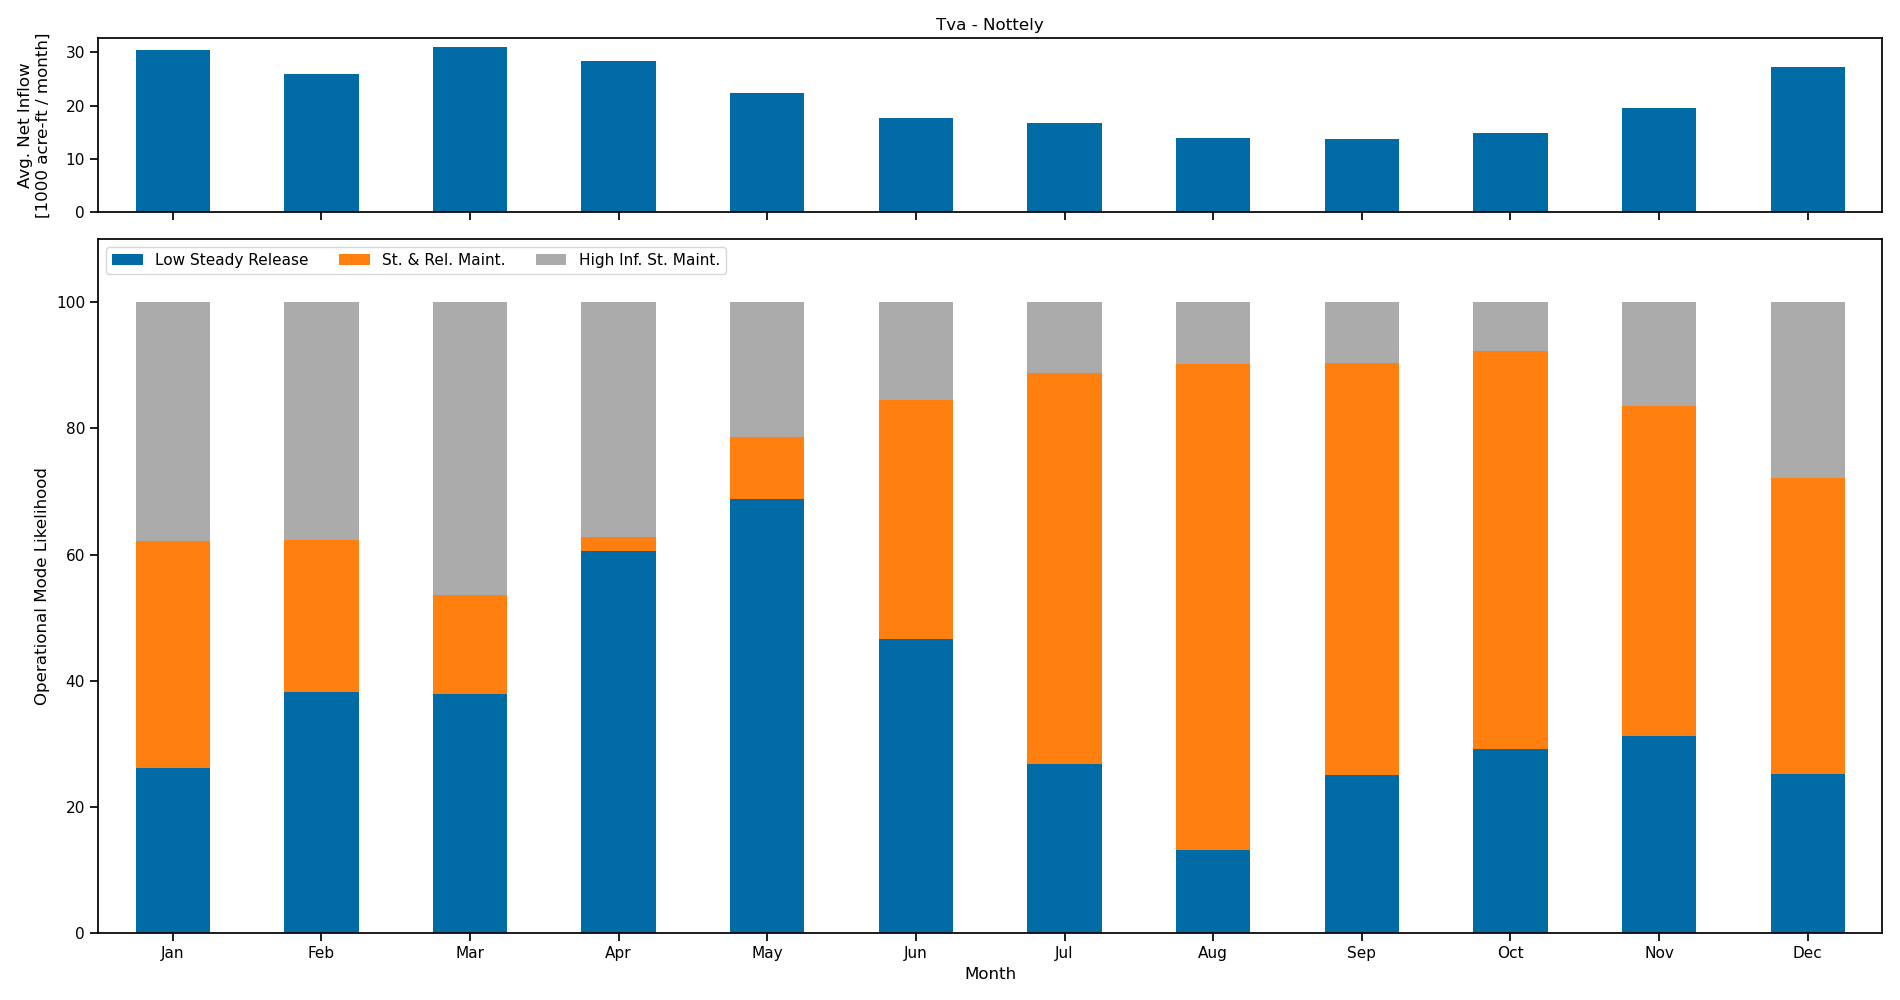 Tva - Nottely
Avg. Net Inflow
[1000 acre-ft / month]
30
20
10
0
Low Steady Release St. & Rel. Maint. High Inf. St. Maint.
Operational Mode Likelihood
100
80
60
40
20
0
Jan Feb Mar Apr May Jun Jul Aug Sep Oct Nov Dec
Month